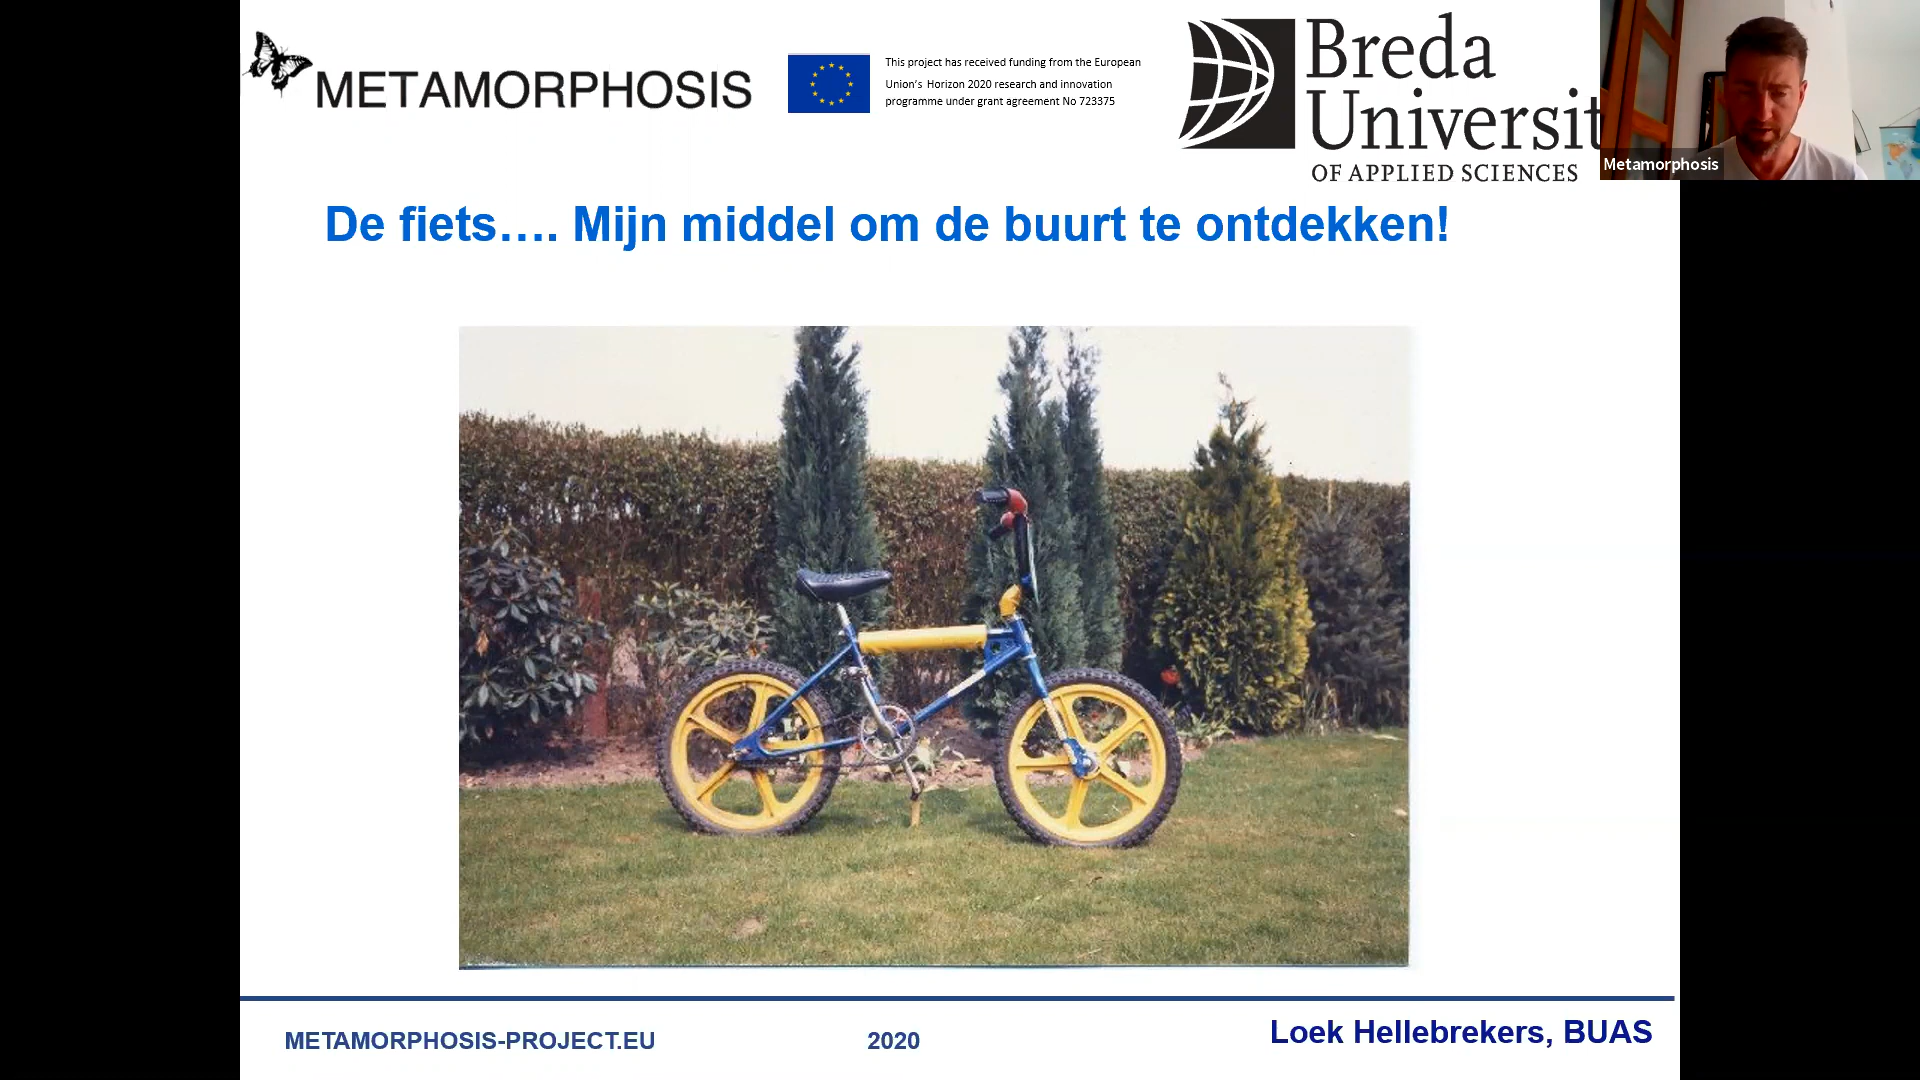 METAMORPHOSIS
This project has received funding from the European
Union's Horizon 2020 research and innovation
programme under grant agreement No 723375
Breda
Universit
OF APPLIED SCIENCES
Metamorphosis
De fiets…. Mijn middel om de buurt te ontdekken!
METAMORPHOSIS-PROJECT.EU
2020
Loek Hellebrekers, BUAS